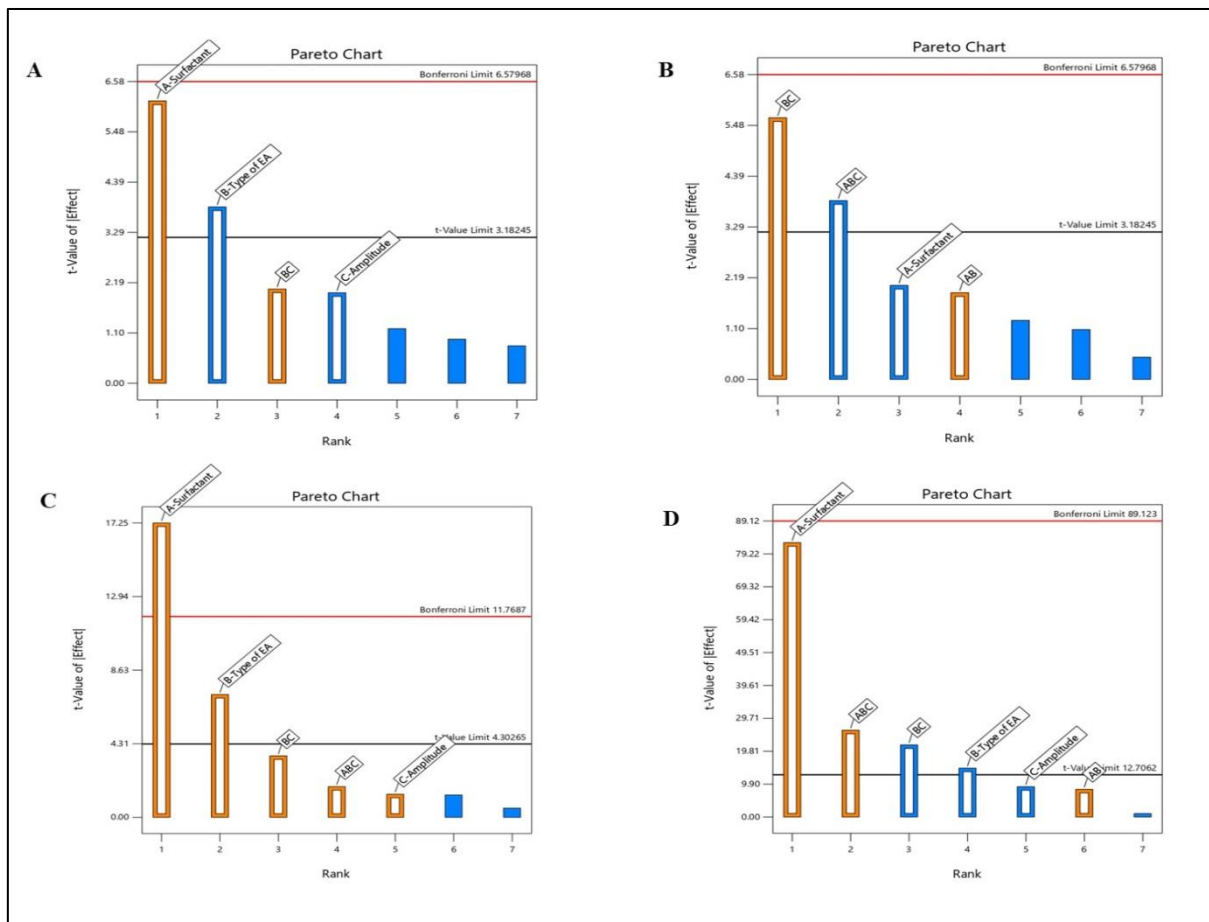 A
Pareto Chart
A-Surfactant
Bonferroni Limit 6.57968
6.58
5.48
B-Type of EA
4.39
t-Value Limit 3.18245
3.29
BC
C-Amplitude
2.19
1.10
0.00
t-Value of |Effect|
1 2 3 4 5 6 7
Rank
B
Pareto Chart
Bonferroni Limit 6.57968
6.58
BC
5.48
4.39
ABC
t-Value Limit 3.18245
3.29
A-Surfactant
AB
2.19
1.10
0.00
t-Value of |Effect|
1 2 3 4 5 6 7
Rank
C
Pareto Chart
A-Surfactant
17.25
12.94
Bonferroni Limit 11.7687
8.63
B-Type of EA
t-Value Limit 4.30265
4.31
BC
ABC
C-Amplitude
0.00
t-Value of |Effect|
1 2 3 4 5 6 7
Rank
D
Pareto Chart
A-Surfactant
Bonferroni Limit 89.123
89.12
79.22
69.32
59.42
49.51
39.61
29.71
ABC
BC
B-Type of EA
C-Amplitude
19.81
t-Value Limit 12.7062
AB
9.90
0.00
t-Value of |Effect|
1 2 3 4 5 6 7
Rank